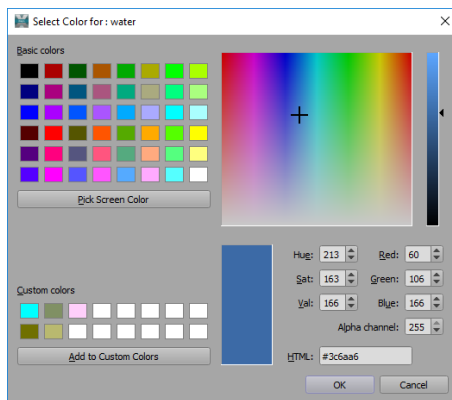 Select Color for : water
Basic colors
Pick Screen Color
Hue: 213 Red: 60
Sat: 163 Green: 106
Val: 166 Blue: 166
Alpha channel: 255
Custom colors
Add to Custom Colors
HTML: #3c6aa6
OK Cancel